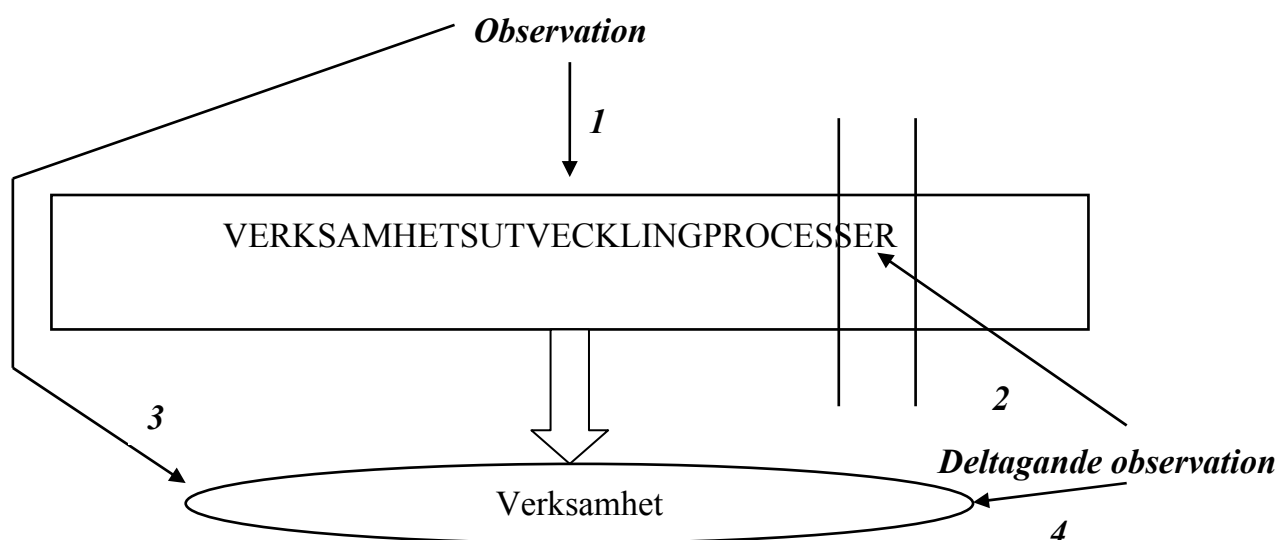 Observation
1
VERKSAMHETSUTVECKLINGPROCESSER
2
3
Deltagande observation
Verksamhet
4